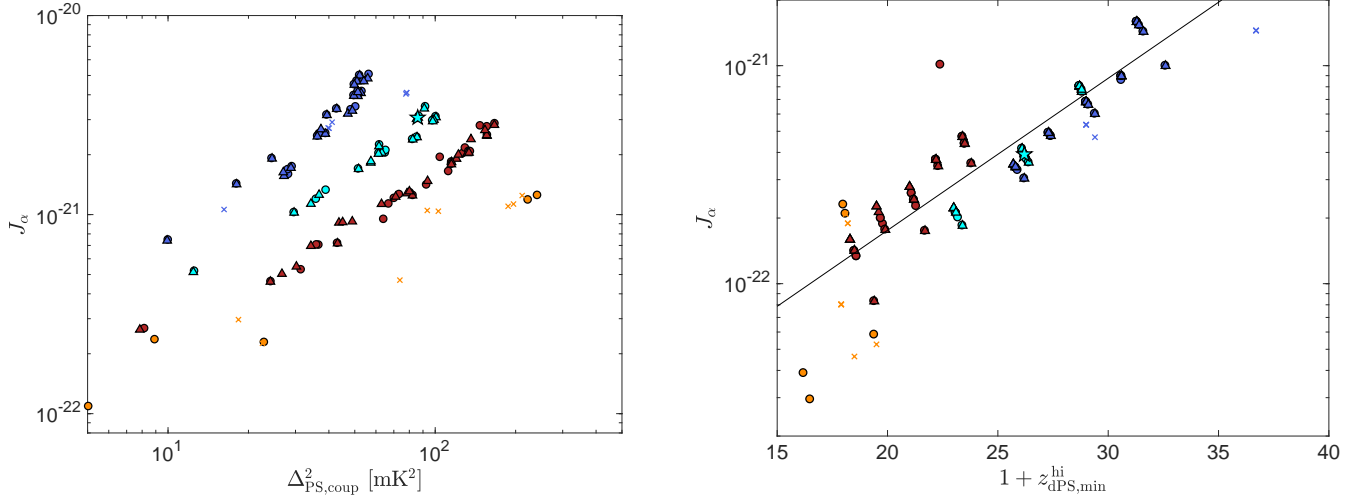 10^-20
10^-21
10^-22
J_α
10^1
10^2
Δ^2_PS,coup [mK^2]
10^-21
10^-22
J_α
15 20 25 30 35 40
1 + z^hi_dPS,min